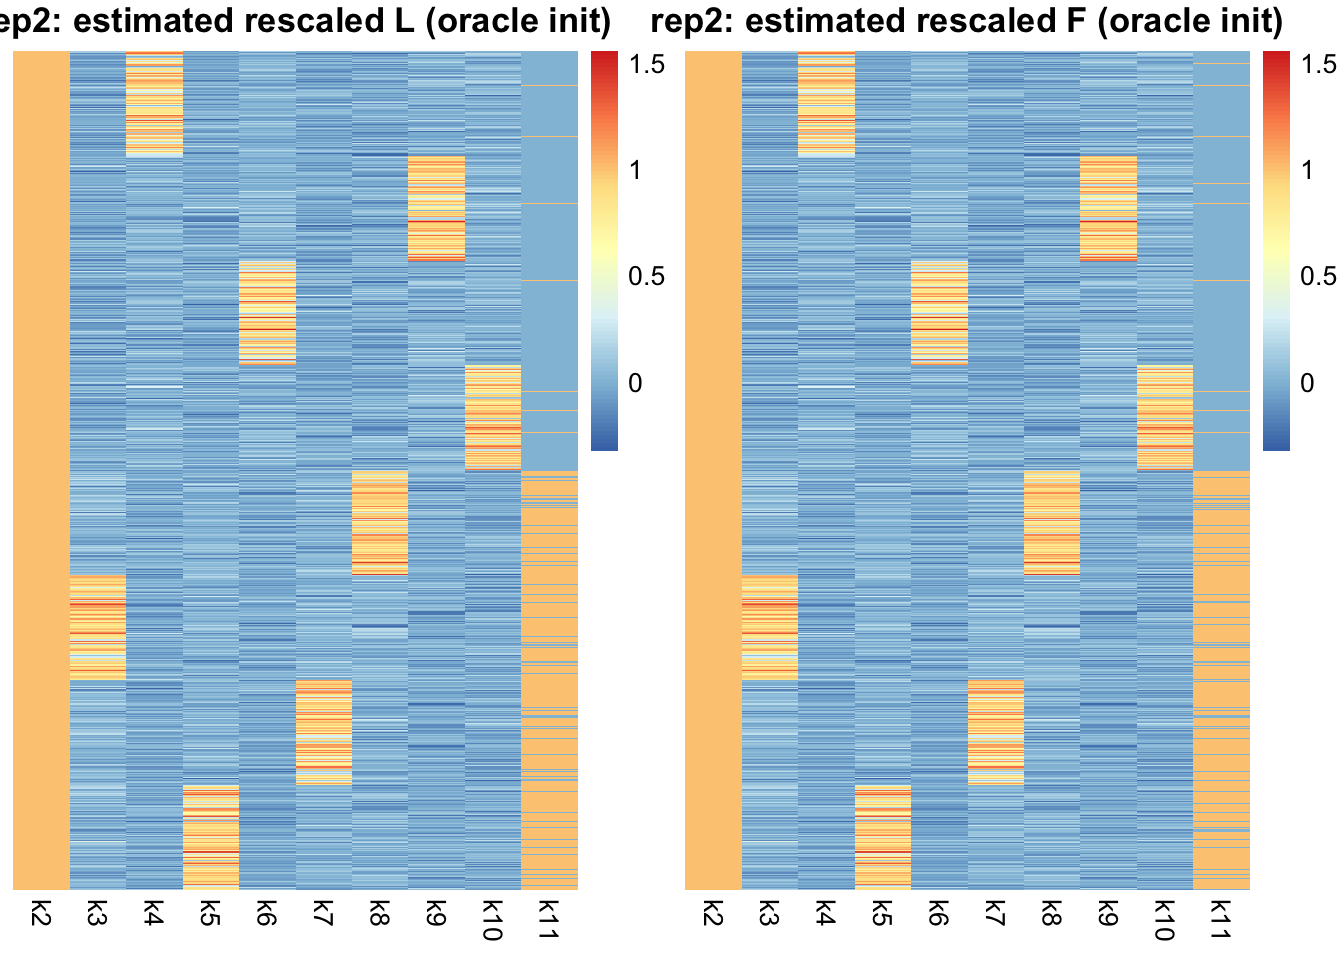 ep2: estimated rescaled L (oracle init)
rep2: estimated rescaled F (oracle init)
1.5
1
0.5
0
1.5
1
0.5
0
k2 k3 k4 k5 k6 k7 k8 k9 k10 k11
k2 k3 k4 k5 k6 k7 k8 k9 k10 k11